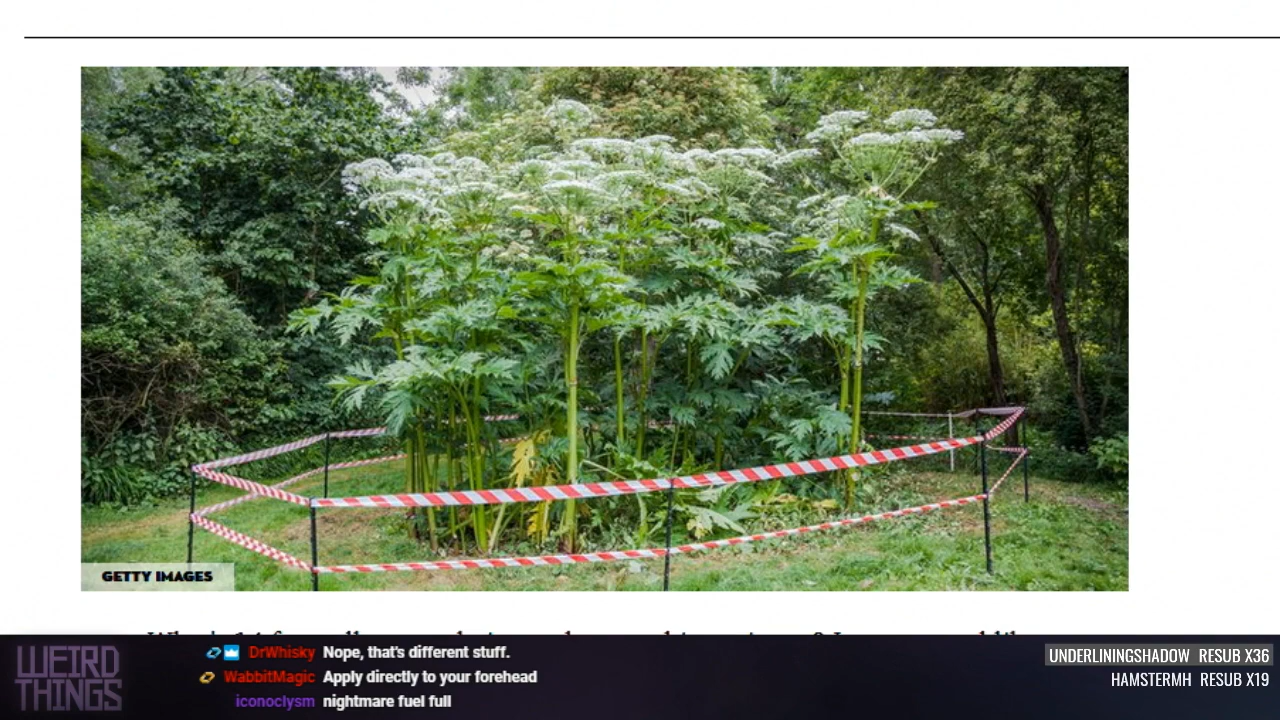 GETTY IMAGES
WEIRD
THINGS
DrWhisky Nope, that's different stuff.
WabbitMagic Apply directly to your forehead
iconoclysm nightmare fuel full
UNDERLININGSHADOW RESUB X36
HAMSTERMH RESUB X19